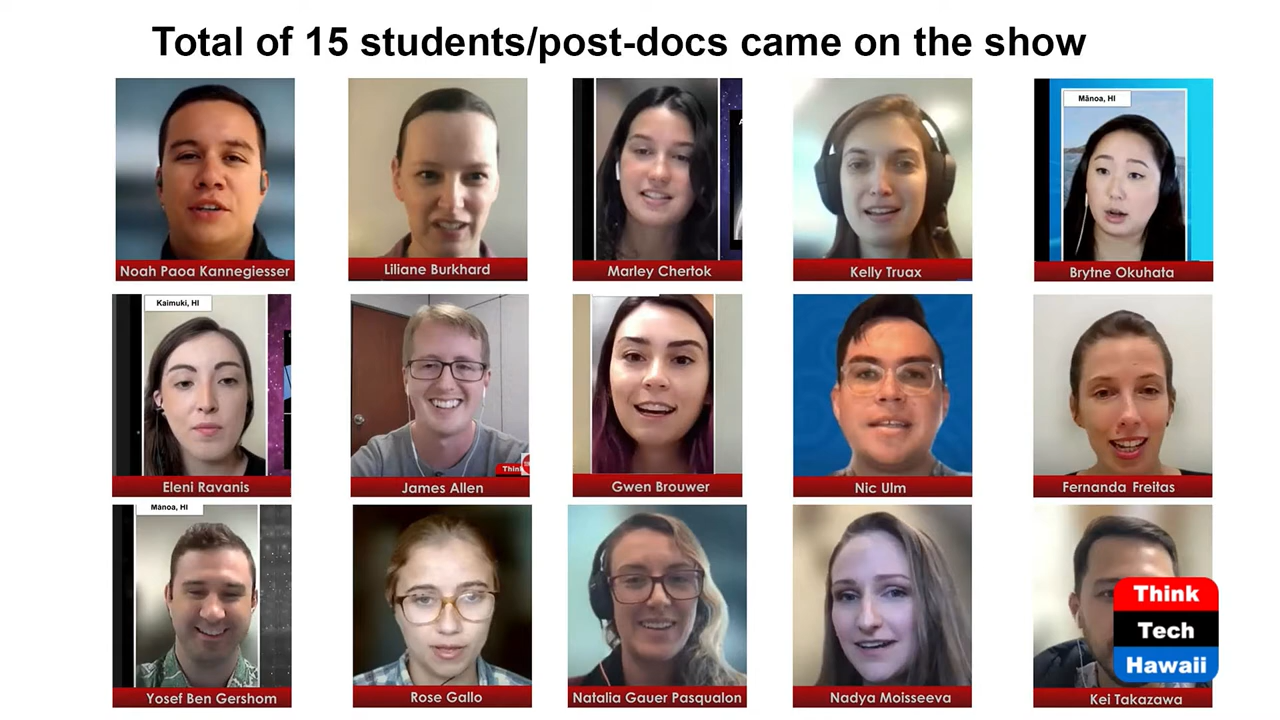 Total of 15 students/post-docs came on the show
Mānoa, HI
Noah Paoa Kannegiesser
Liliane Burkhard
Marley Chertok
Kelly Truax
Brytne Okuhata
Kaimuki, HI
Think
Eleni Ravanis
James Allen
Gwen Brouwer
Nic Ulm
Fernanda Freitas
Mānoa, HI
Think
Tech
Hawaii
Yosef Ben Gershom
Rose Gallo
Natalia Gauer Pasqualon
Nadya Moisseeva
Kei Takazawa